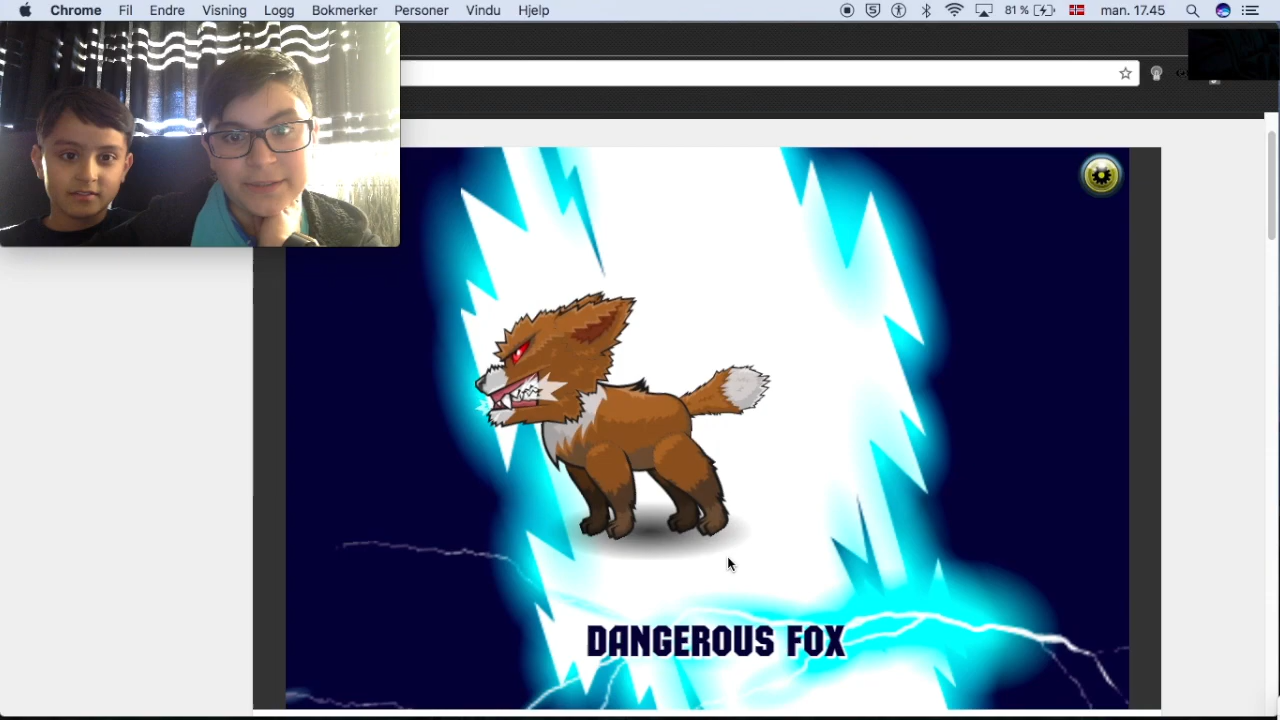 Chrome Fil Endre Visning Logg Bokmerker Personer Vindu Hjelp 81 % man. 17.45
DANGEROUS FOX